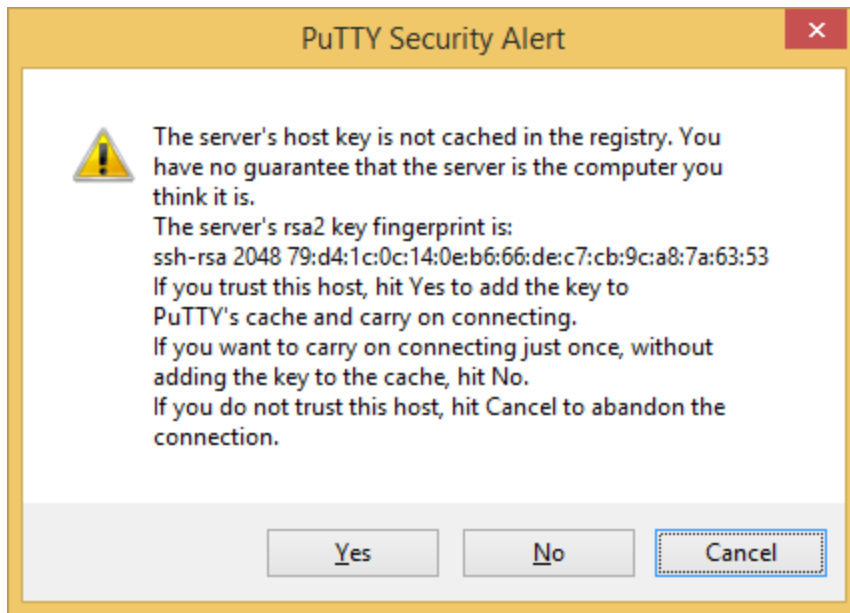 PuTTY Security Alert
The server's host key is not cached in the registry. You
have no guarantee that the server is the computer you
think it is.
The server's rsa2 key fingerprint is:
ssh-rsa 2048 79:d4:1c:0c:14:0e:b6:66:de:c7:cb:9c:a8:7a:63:53
If you trust this host, hit Yes to add the key to
PuTTY's cache and carry on connecting.
If you want to carry on connecting just once, without
adding the key to the cache, hit No.
If you do not trust this host, hit Cancel to abandon the
connection.
Yes No Cancel